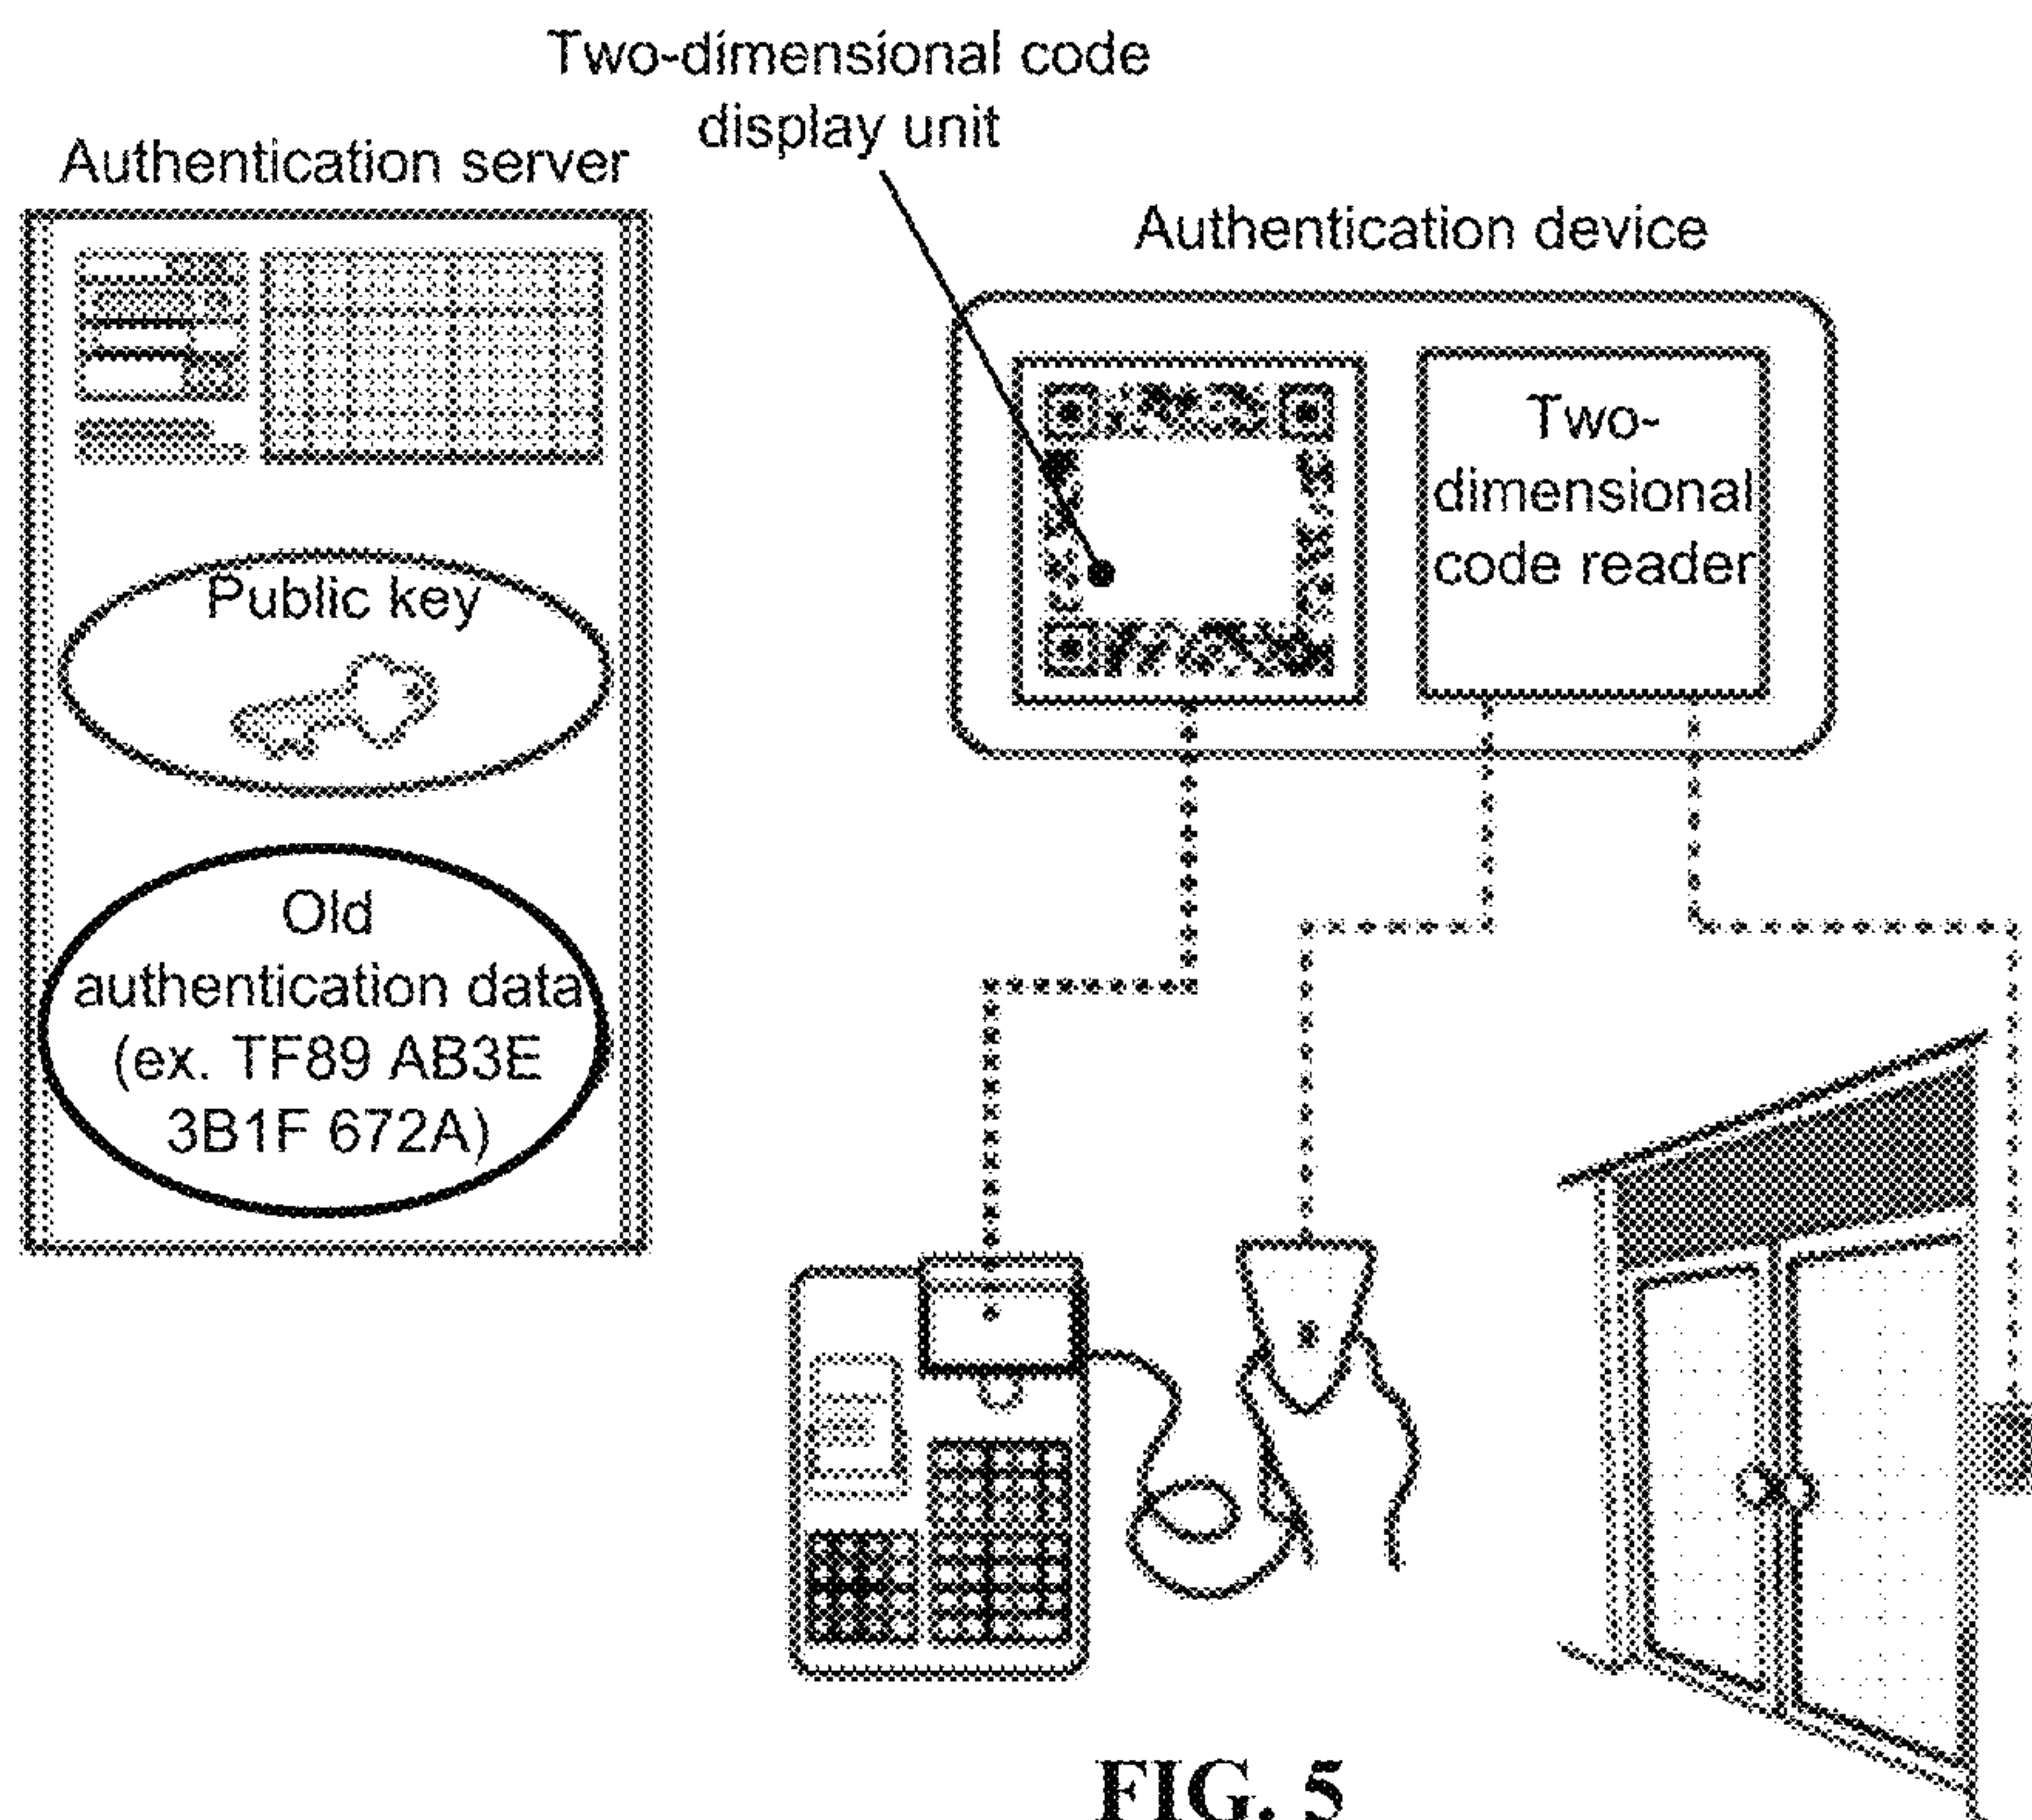 Two-dimensional code
display unit
Authentication server
Authentication device
Two-
dimensional
code reader
Public key
Old
authentication data
(ex. TF89 AB3E
3B1F 672A)
FIG. 5